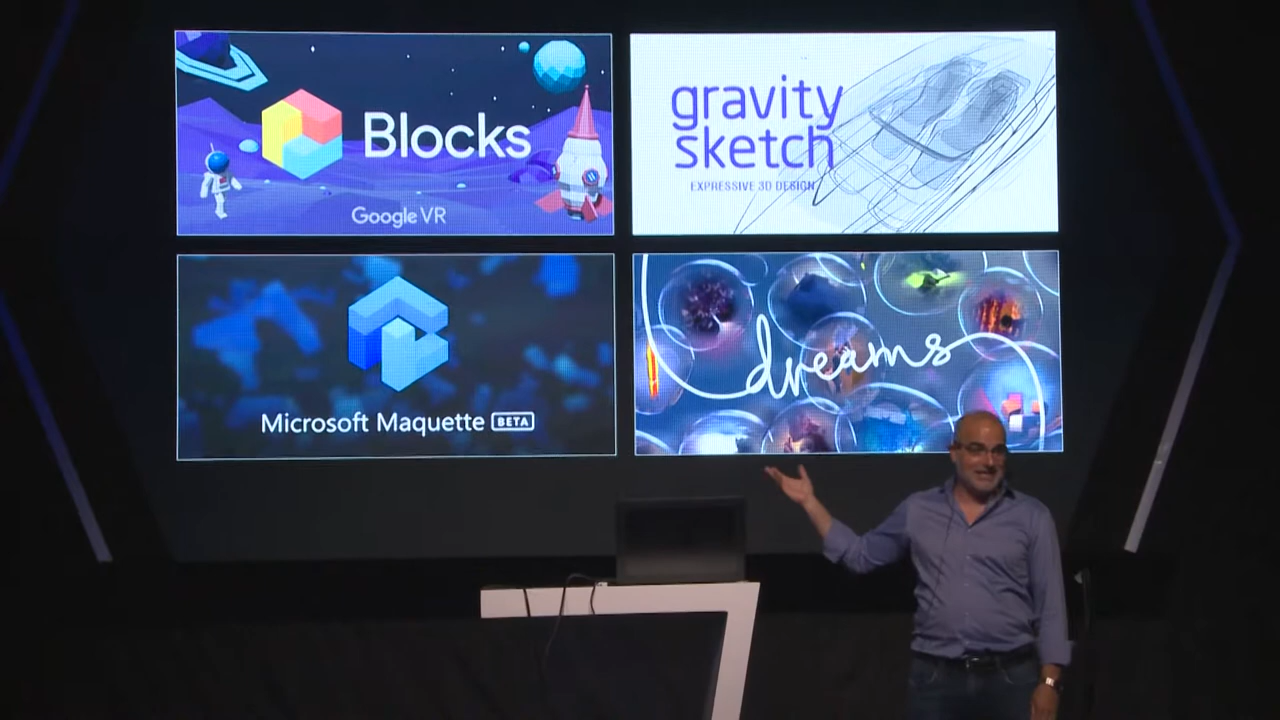 Blocks
Google VR
gravity
sketch
EXPRESSIVE 3D DESIGN
Microsoft Maquette BETA
dreams